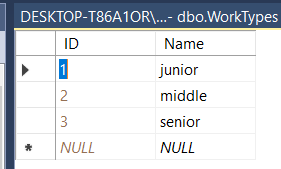 DESKTOP-T86A1OR\...- dbo.WorkTypes
ID Name
1 junior
2 middle
3 senior
NULL NULL